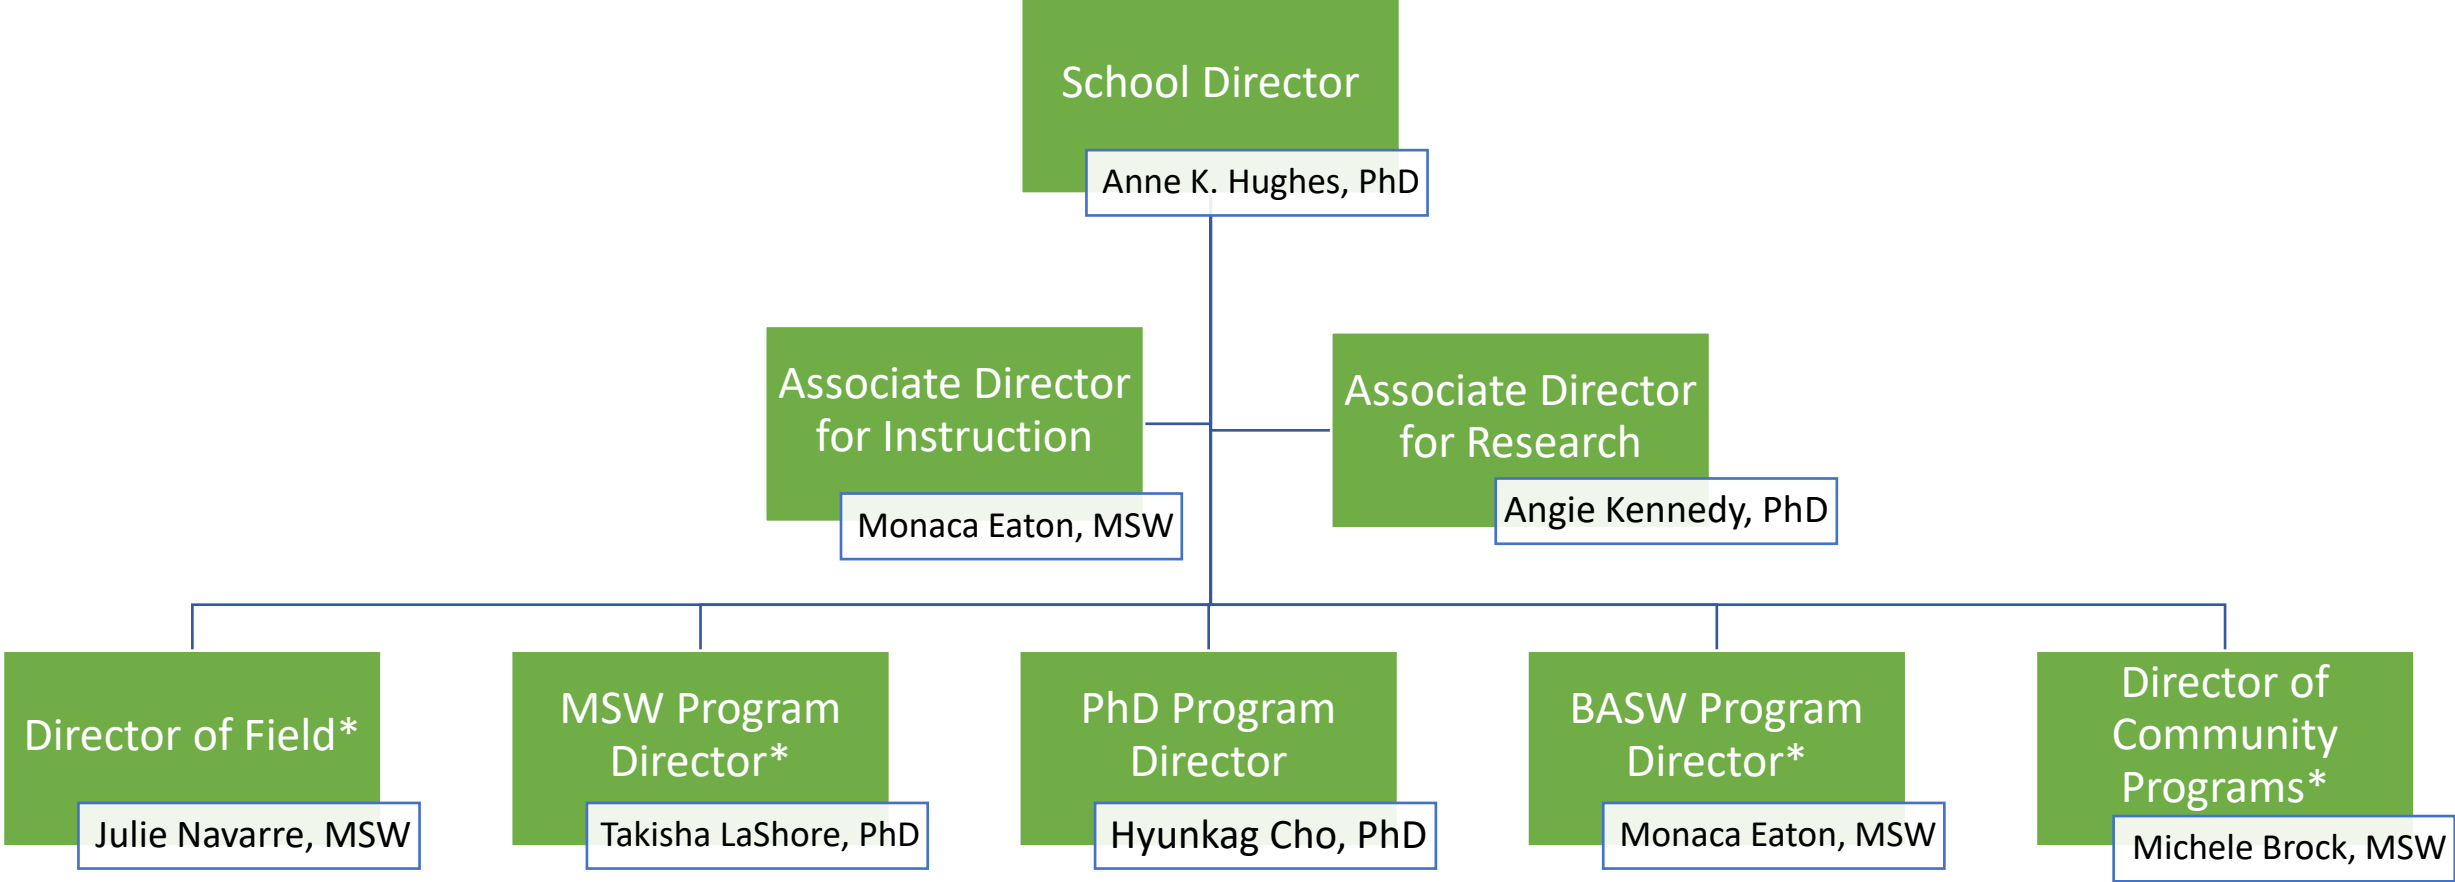 School Director
Anne K. Hughes, PhD
Associate Director
for Instruction
Monaca Eaton, MSW
Associate Director
for Research
Angie Kennedy, PhD
Director of Field*
Julie Navarre, MSW
MSW Program
Director*
Takisha LaShore, PhD
PhD Program
Director
Hyunkag Cho, PhD
BASW Program
Director*
Monaca Eaton, MSW
Director of
Community
Programs*
Michele Brock, MSW